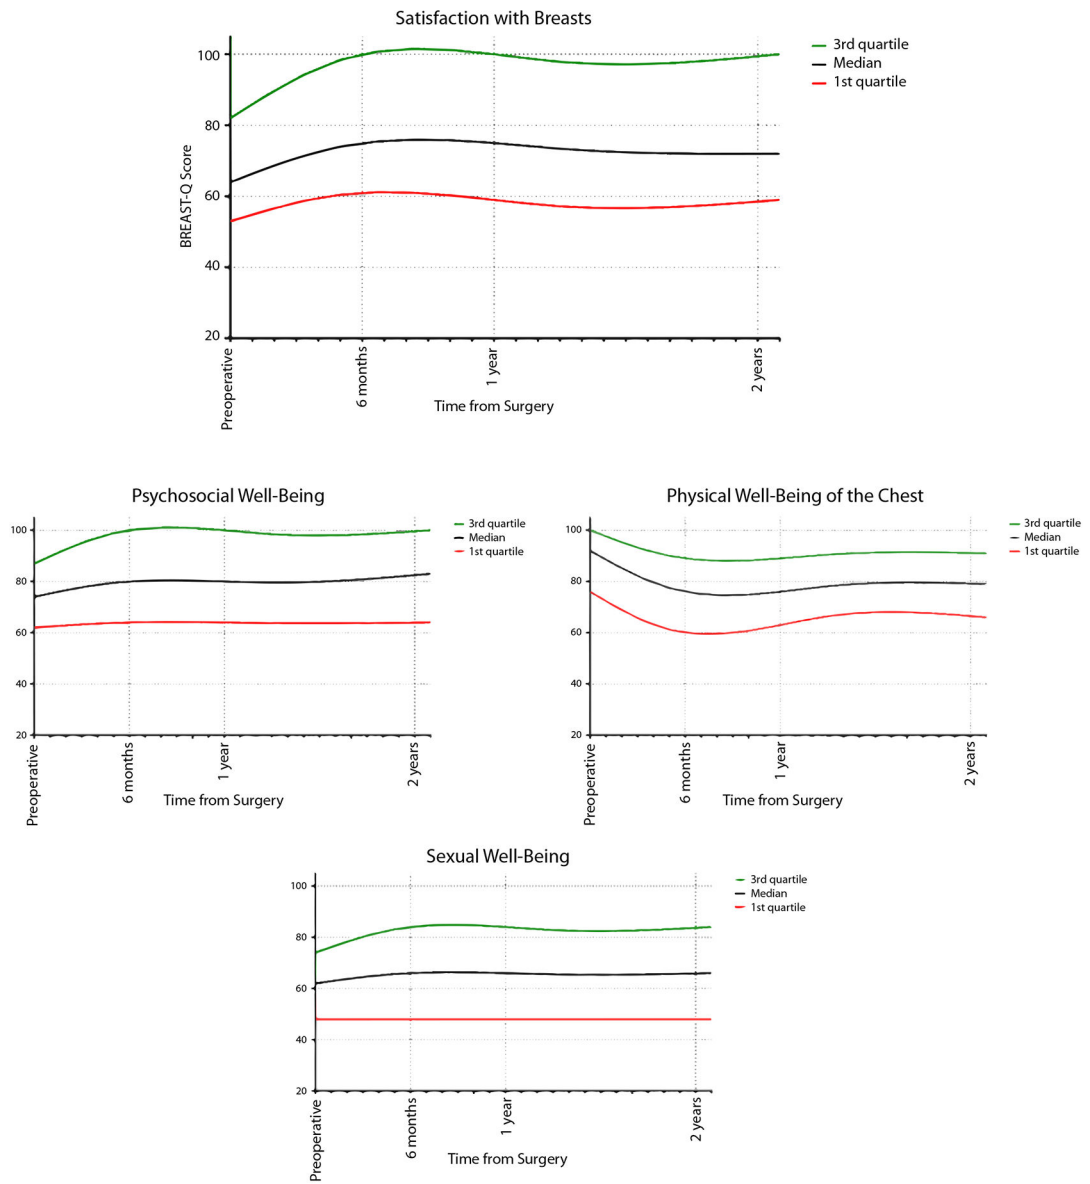 Satisfaction with Breasts
3rd quartile
Median
1st quartile
BREAST-Q Score
100
80
60
40
20
Preoperative
6 months
1 year
2 years
Time from Surgery
Psychosocial Well-Being
3rd quartile
Median
1st quartile
100
80
60
40
20
Preoperative
6 months
1 year
2 years
Time from Surgery
Physical Well-Being of the Chest
3rd quartile
Median
1st quartile
100
80
60
40
20
Preoperative
6 months
1 year
2 years
Time from Surgery
Sexual Well-Being
3rd quartile
Median
1st quartile
100
80
60
40
20
Preoperative
6 months
1 year
2 years
Time from Surgery